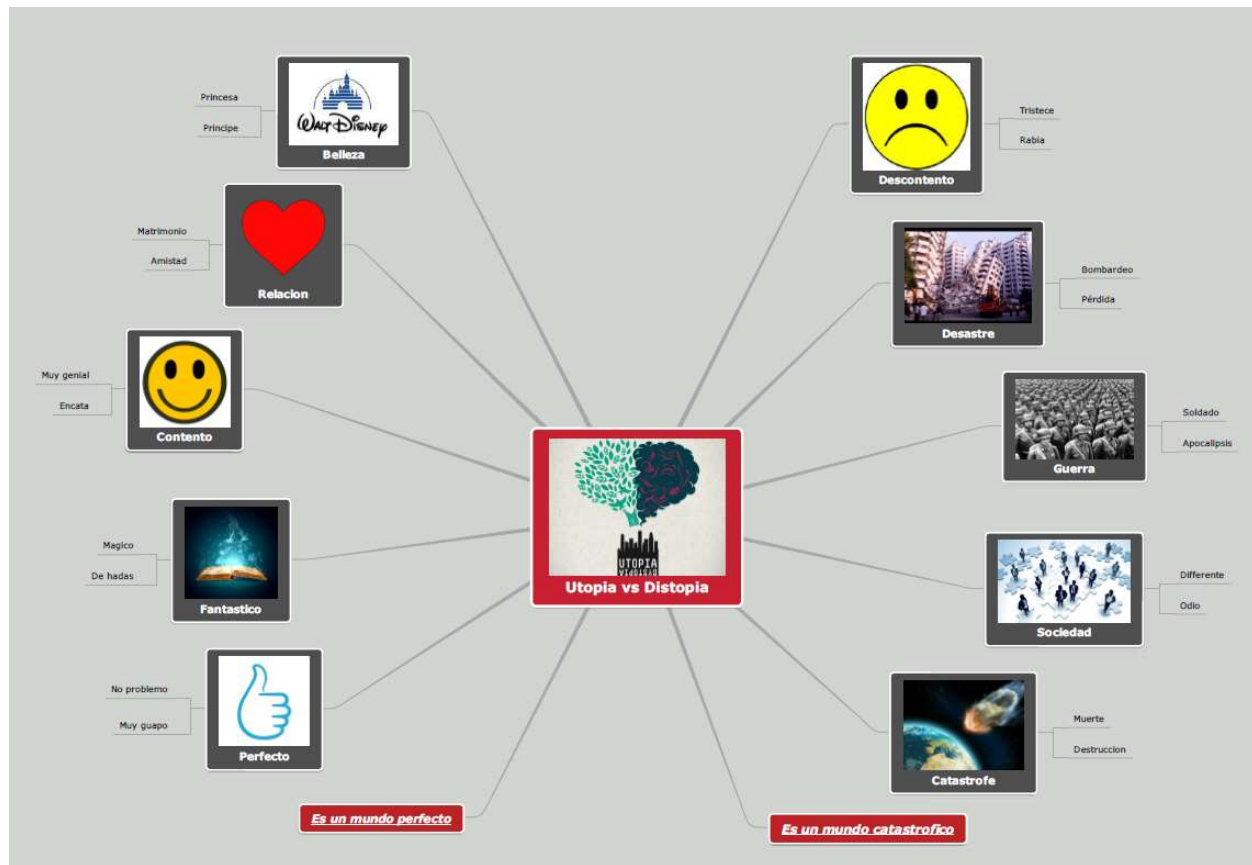 Princesa
Principe
WALT DISNEY
Belleza
Matrimonio
Amistad
Relacion
Muy genial
Encata
Contento
Magico
De hadas
Fantastico
No problemo
Muy guapo
Perfecto
Es un mundo perfecto
UTOPIA
DYSTOPIA
Utopia vs Distopia
Tristece
Rabia
Descontento
Bombardeo
Pérdida
Desastre
Soldado
Apocalipsis
Guerra
Differente
Odio
Sociedad
Muerte
Destruccion
Catastrofe
Es un mundo catastrofico